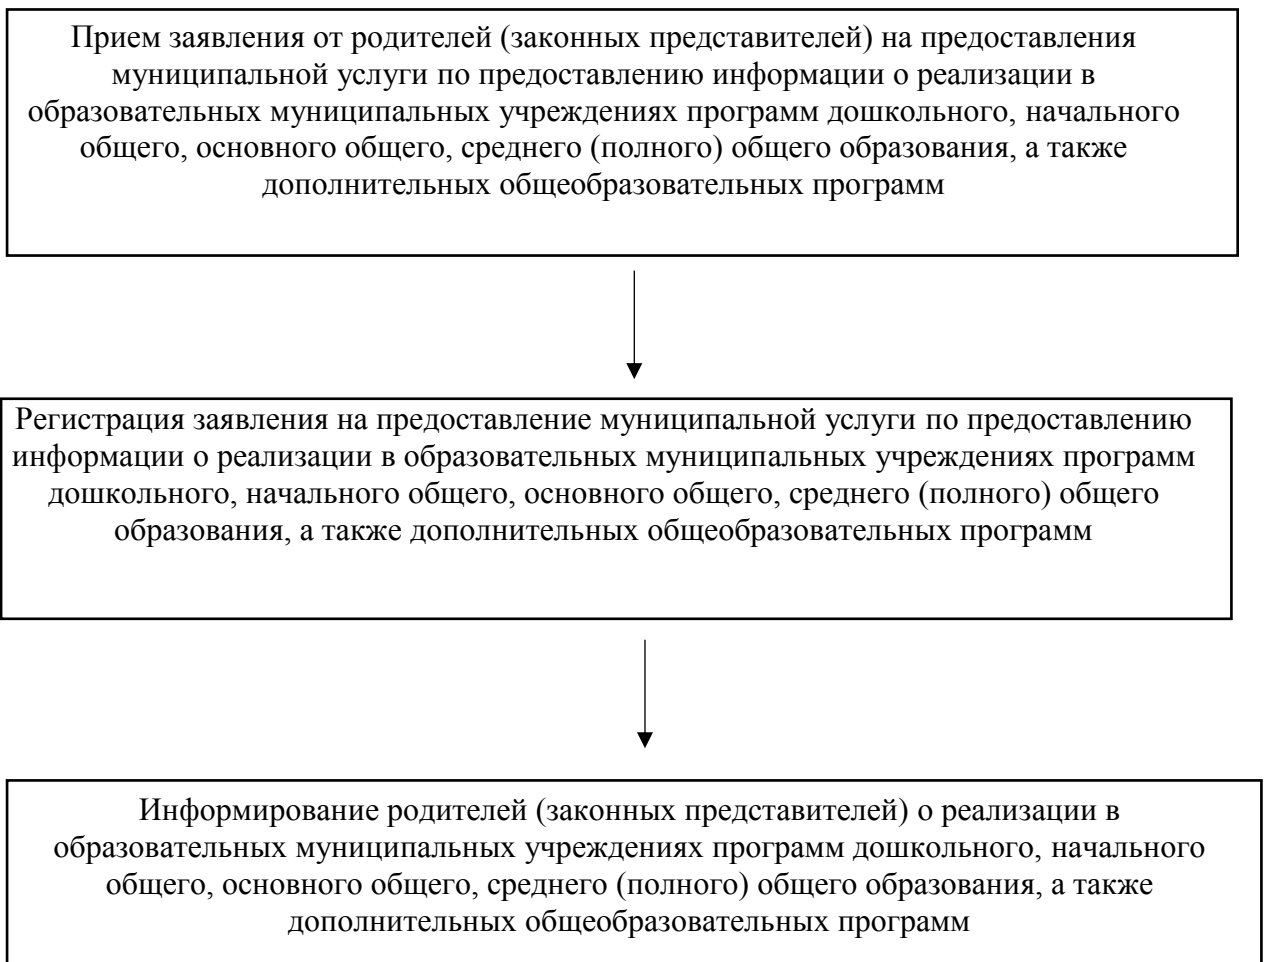 Прием заявления от родителей (законных представителей) на предоставления
муниципальной услуги по предоставлению информации о реализации в
образовательных муниципальных учреждениях программ дошкольного, начального
общего, основного общего, среднего (полного) общего образования, а также
дополнительных общеобразовательных программ
Регистрация заявления на предоставление муниципальной услуги по предоставлению
информации о реализации в образовательных муниципальных учреждениях программ
дошкольного, начального общего, основного общего, среднего (полного) общего
образования, а также дополнительных общеобразовательных программ
Информирование родителей (законных представителей) о реализации в
образовательных муниципальных учреждениях программ дошкольного, начального
общего, основного общего, среднего (полного) общего образования, а также
дополнительных общеобразовательных программ